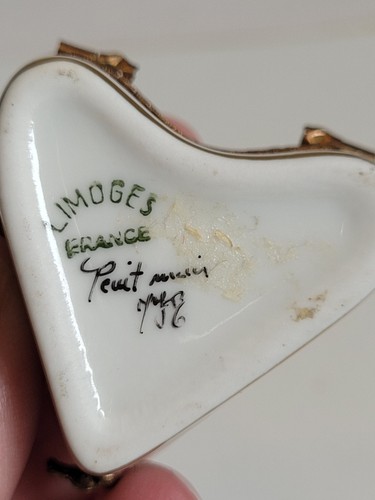 LIMOGES
FRANCE
Peint main